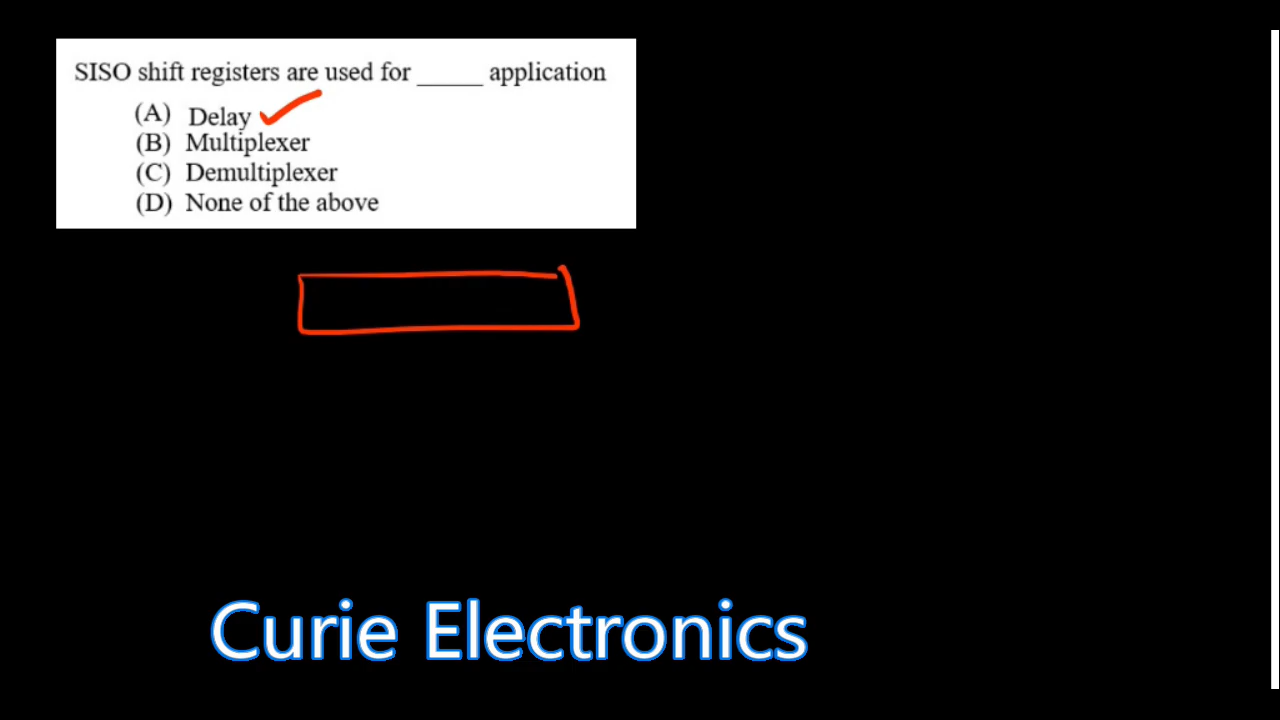 SISO shift registers are used for _____ application
(A) Delay
(B) Multiplexer
(C) Demultiplexer
(D) None of the above
Curie Electronics